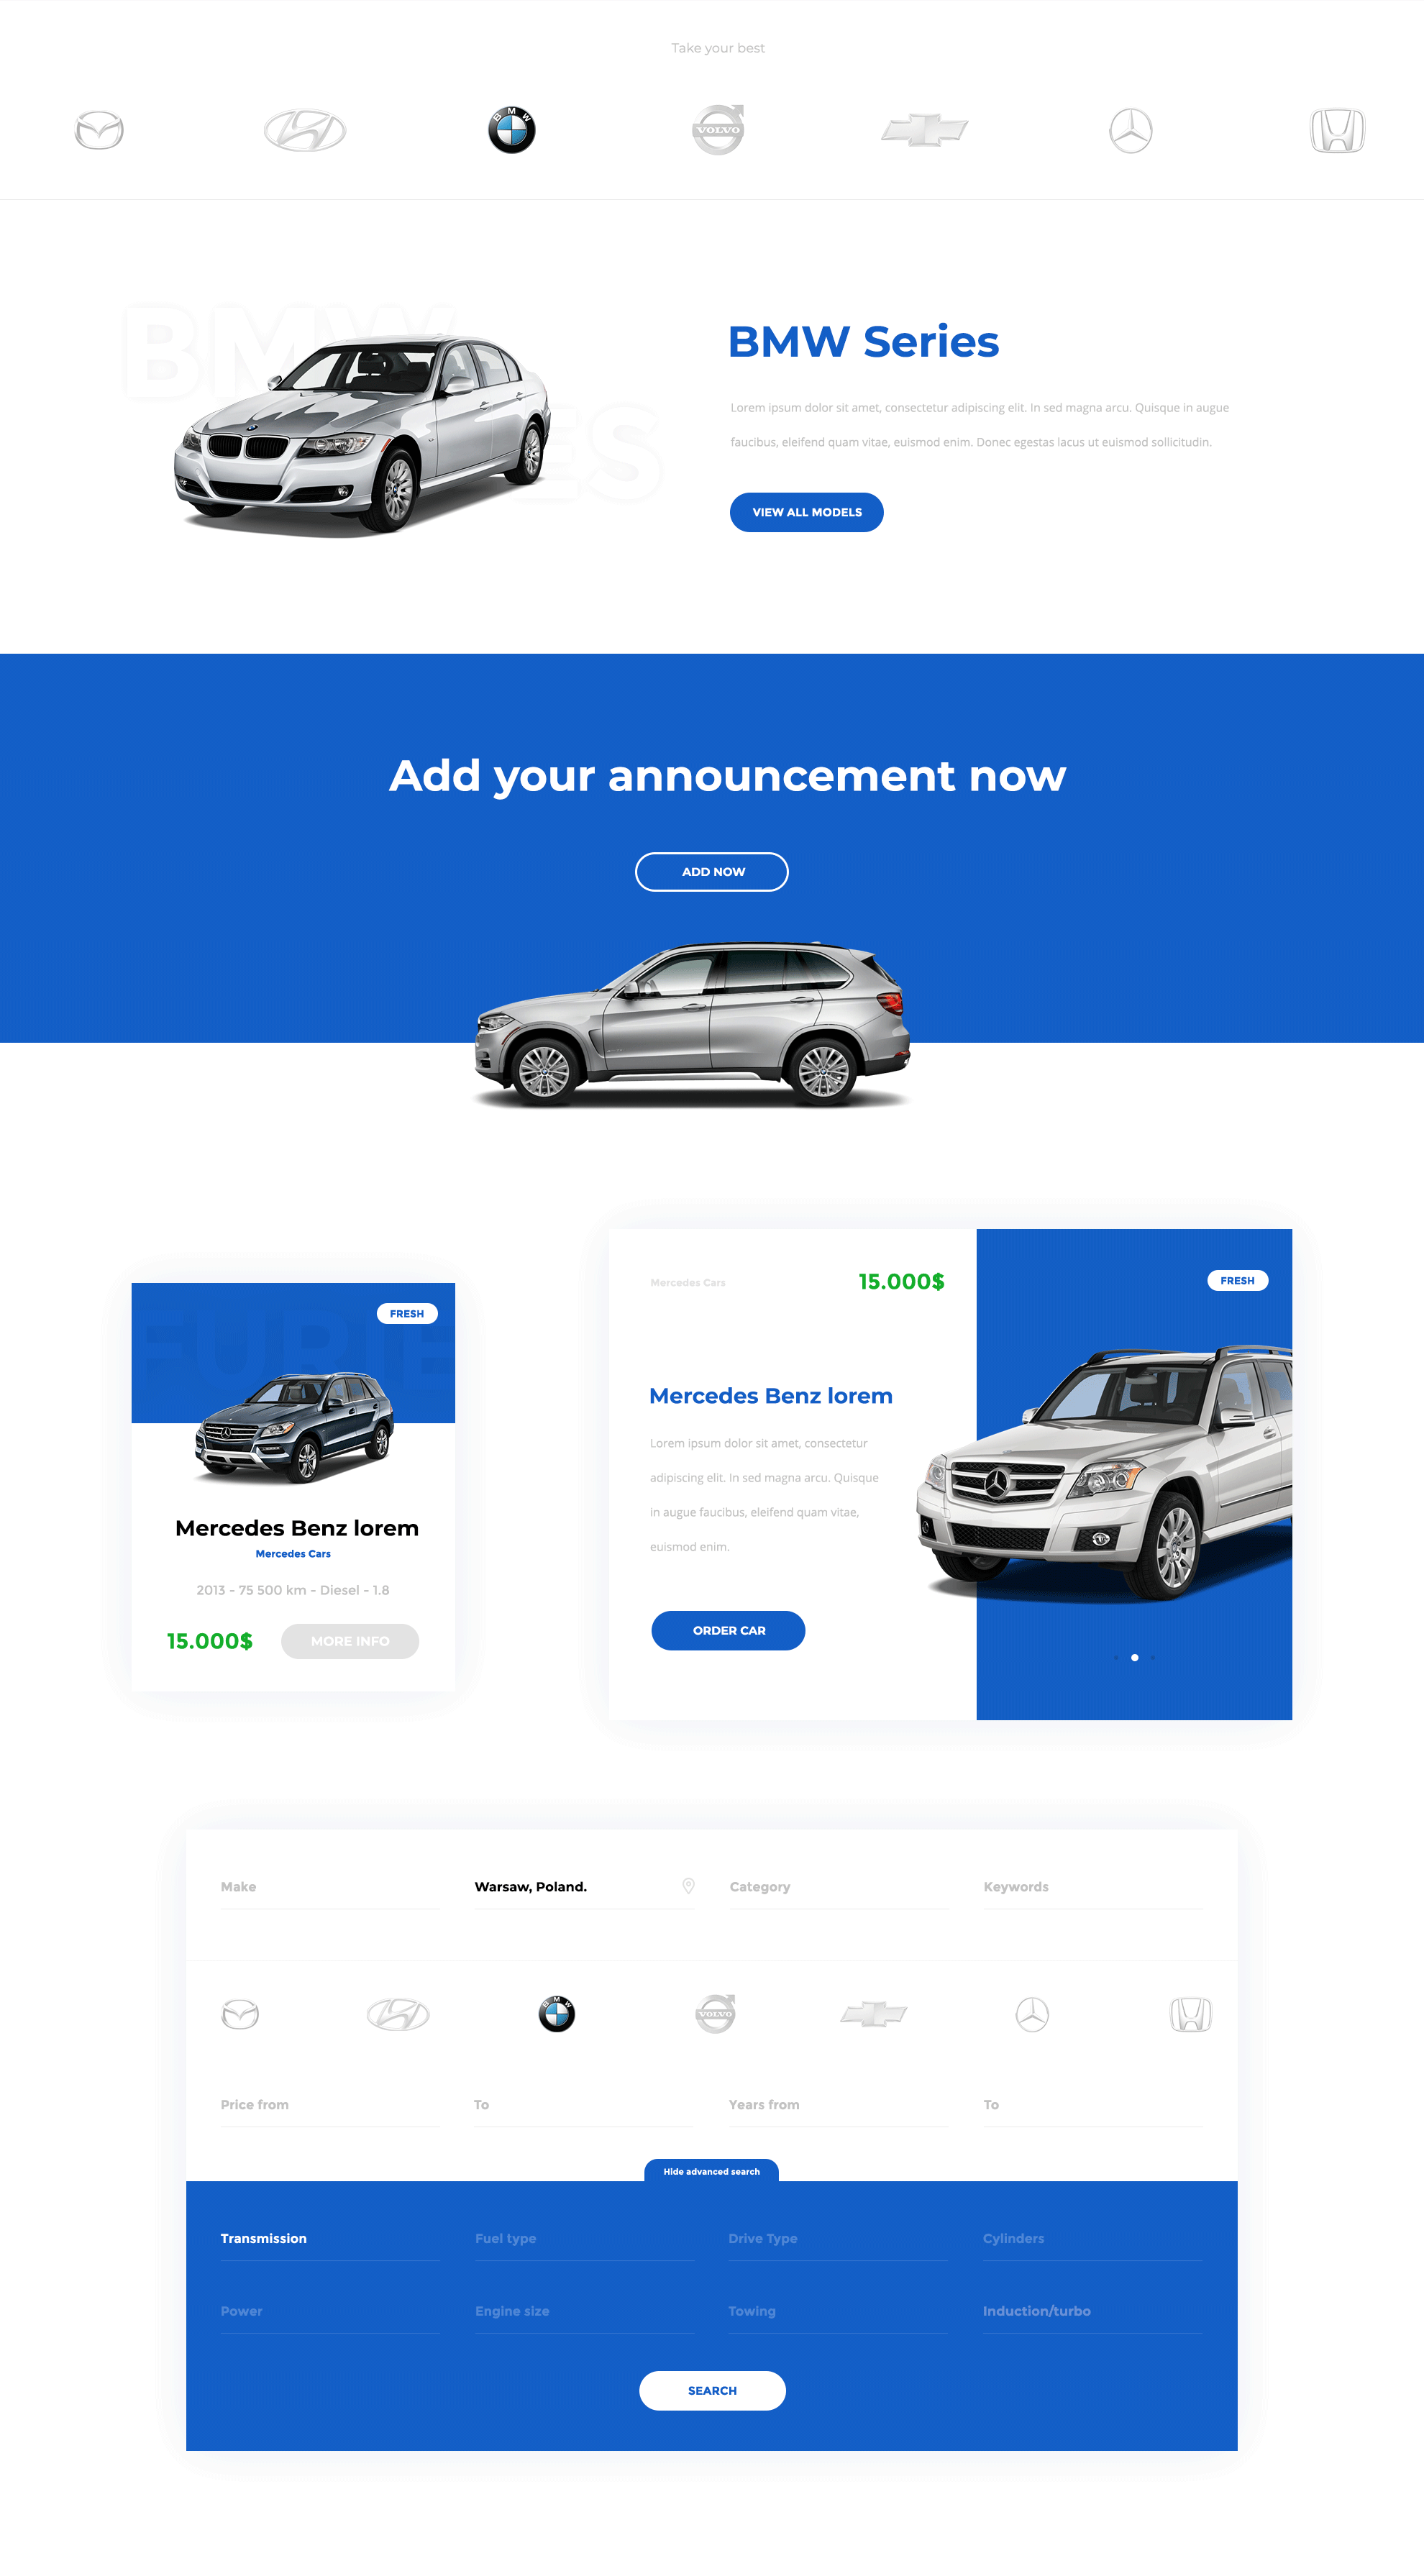 Take your best
BMW
VOLVO
BMW
ES
BMW Series
Lorem ipsum dolor sit amet, consectetur adipiscing elit. In sed magna arcu. Quisque in augue
faucibus, eleifend quam vitae, euismod enim. Donec egestas lacus ut euismod sollicitudin.
VIEW ALL MODELS
Add your announcement now
ADD NOW
FRESH
Mercedes Benz lorem
Mercedes Cars
2013 - 75 500 km - Diesel - 1.8
15.000$
MORE INFO
Mercedes Cars
15.000$
FRESH
Mercedes Benz lorem
Lorem ipsum dolor sit amet, consectetur
adipiscing elit. In sed magna arcu. Quisque
in augue faucibus, eleifend quam vitae,
euismod enim.
ORDER CAR
Make
Warsaw, Poland.
Category
Keywords
BMW
VOLVO
Price from
To
Years from
To
Hide advanced search
Transmission
Fuel type
Drive Type
Cylinders
Power
Engine size
Towing
Induction/turbo
SEARCH